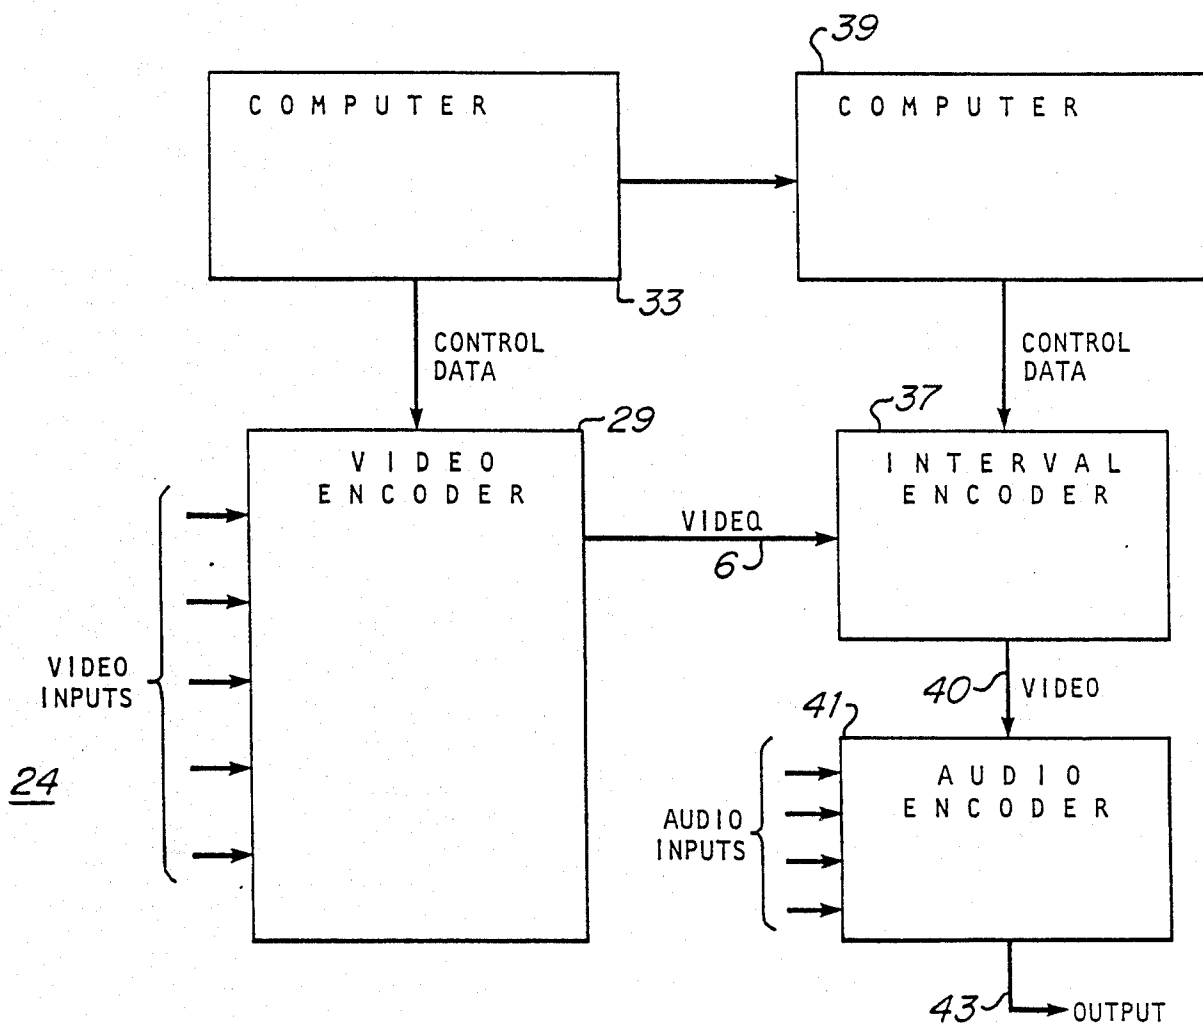 39
COMPUTER
COMPUTER
33
CONTROL
DATA
CONTROL
DATA
29
37
VIDEO
ENCODER
INTERVAL
ENCODER
VIDEO
6
VIDEO
INPUTS
40
VIDEO
41
24
AUDIO
ENCODER
AUDIO
INPUTS
43
OUTPUT